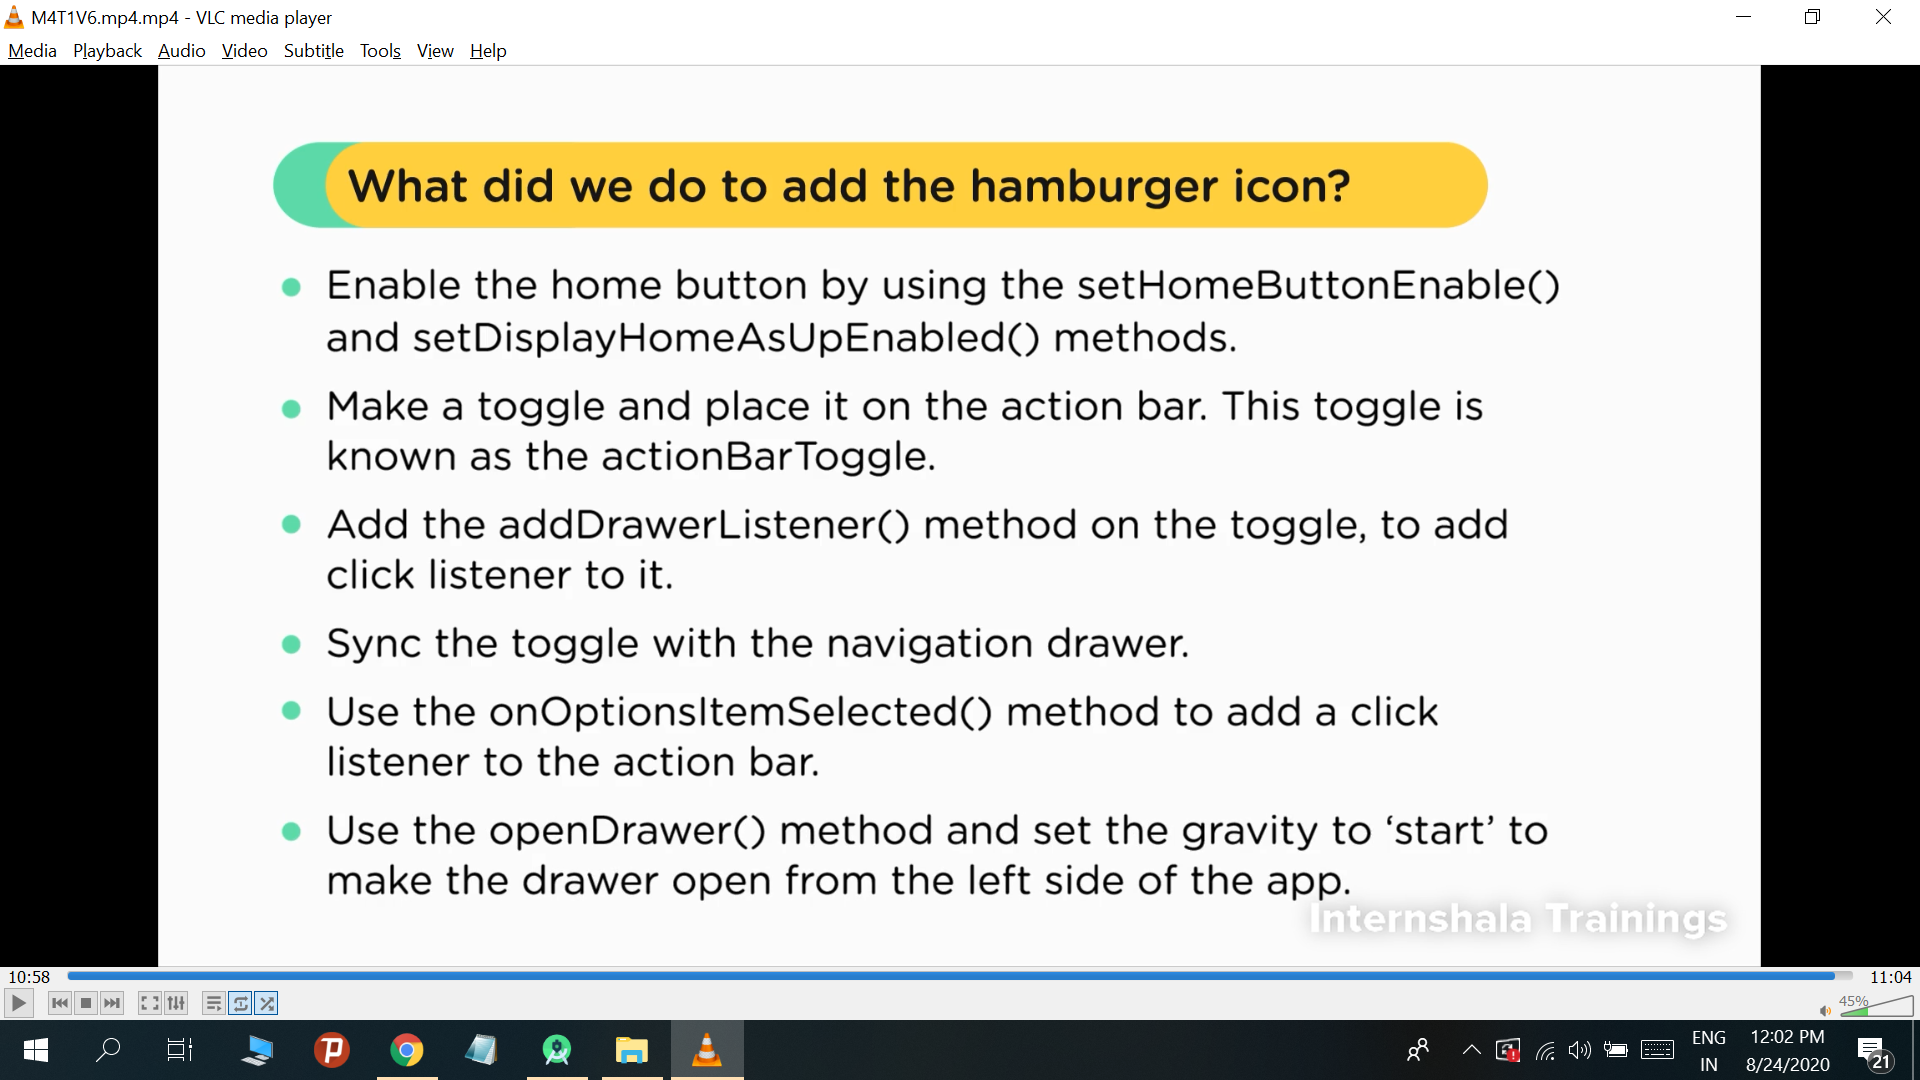 M4T1V6.mp4.mp4 - VLC media player
Media Playback Audio Video Subtitle Tools View Help
What did we do to add the hamburger icon?
Enable the home button by using the setHomeButtonEnable()
and setDisplayHomeAsUpEnabled() methods.
Make a toggle and place it on the action bar. This toggle is
known as the actionBarToggle.
Add the addDrawerListener() method on the toggle, to add
click listener to it.
Sync the toggle with the navigation drawer.
Use the onOptionsItemSelected() method to add a click
listener to the action bar.
Use the openDrawer() method and set the gravity to ‘start’ to
make the drawer open from the left side of the app.
Internshala Trainings
10:58 11:04
45%
ENG 12:02 PM
IN 8/24/2020 21